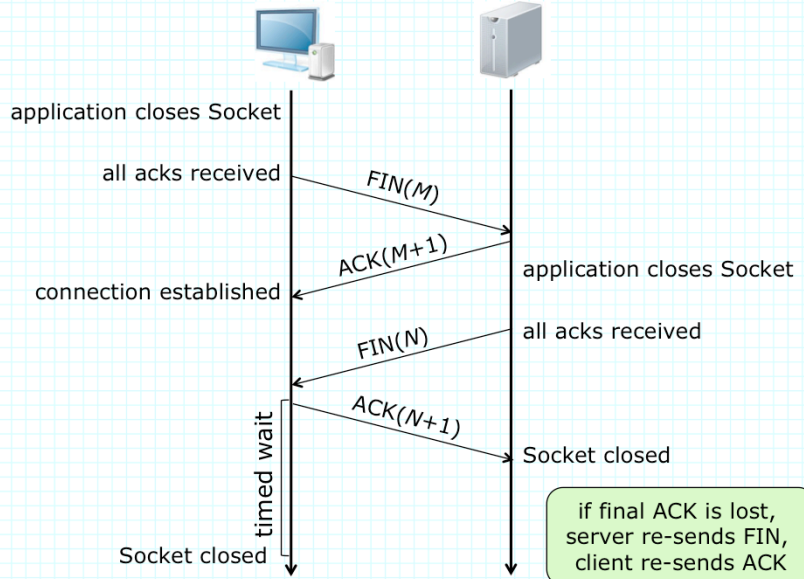 application closes Socket
all acks received
FIN(M)
ACK(M+1)
application closes Socket
connection established
FIN(N)
all acks received
ACK(N+1)
timed wait
Socket closed
if final ACK is lost,
server re-sends FIN,
client re-sends ACK
Socket closed